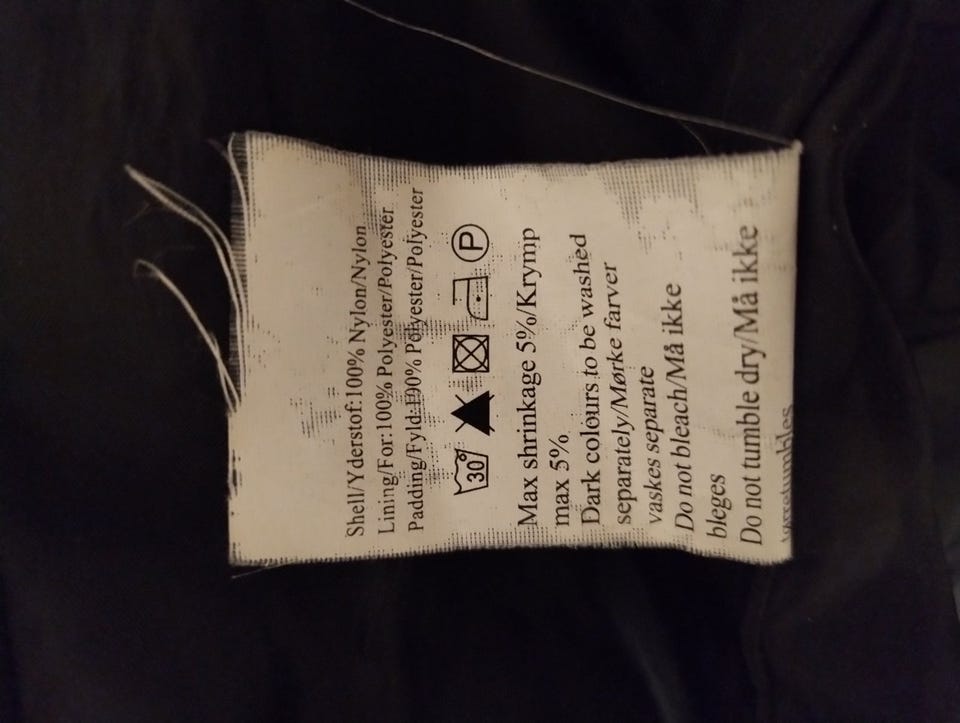 Shell/Yderstof:100% Nylon/Nylon
Lining/For:100% Polyester/Polyester
Padding/Fyld:100% Polyester/Polyester
30 P
Max shrinkage 5%/Krymp
max 5%
Dark colours to be washed
separately/Mørke farver
vaskes separate
Do not bleach/Må ikke
bleges
Do not tumble dry/Må ikke